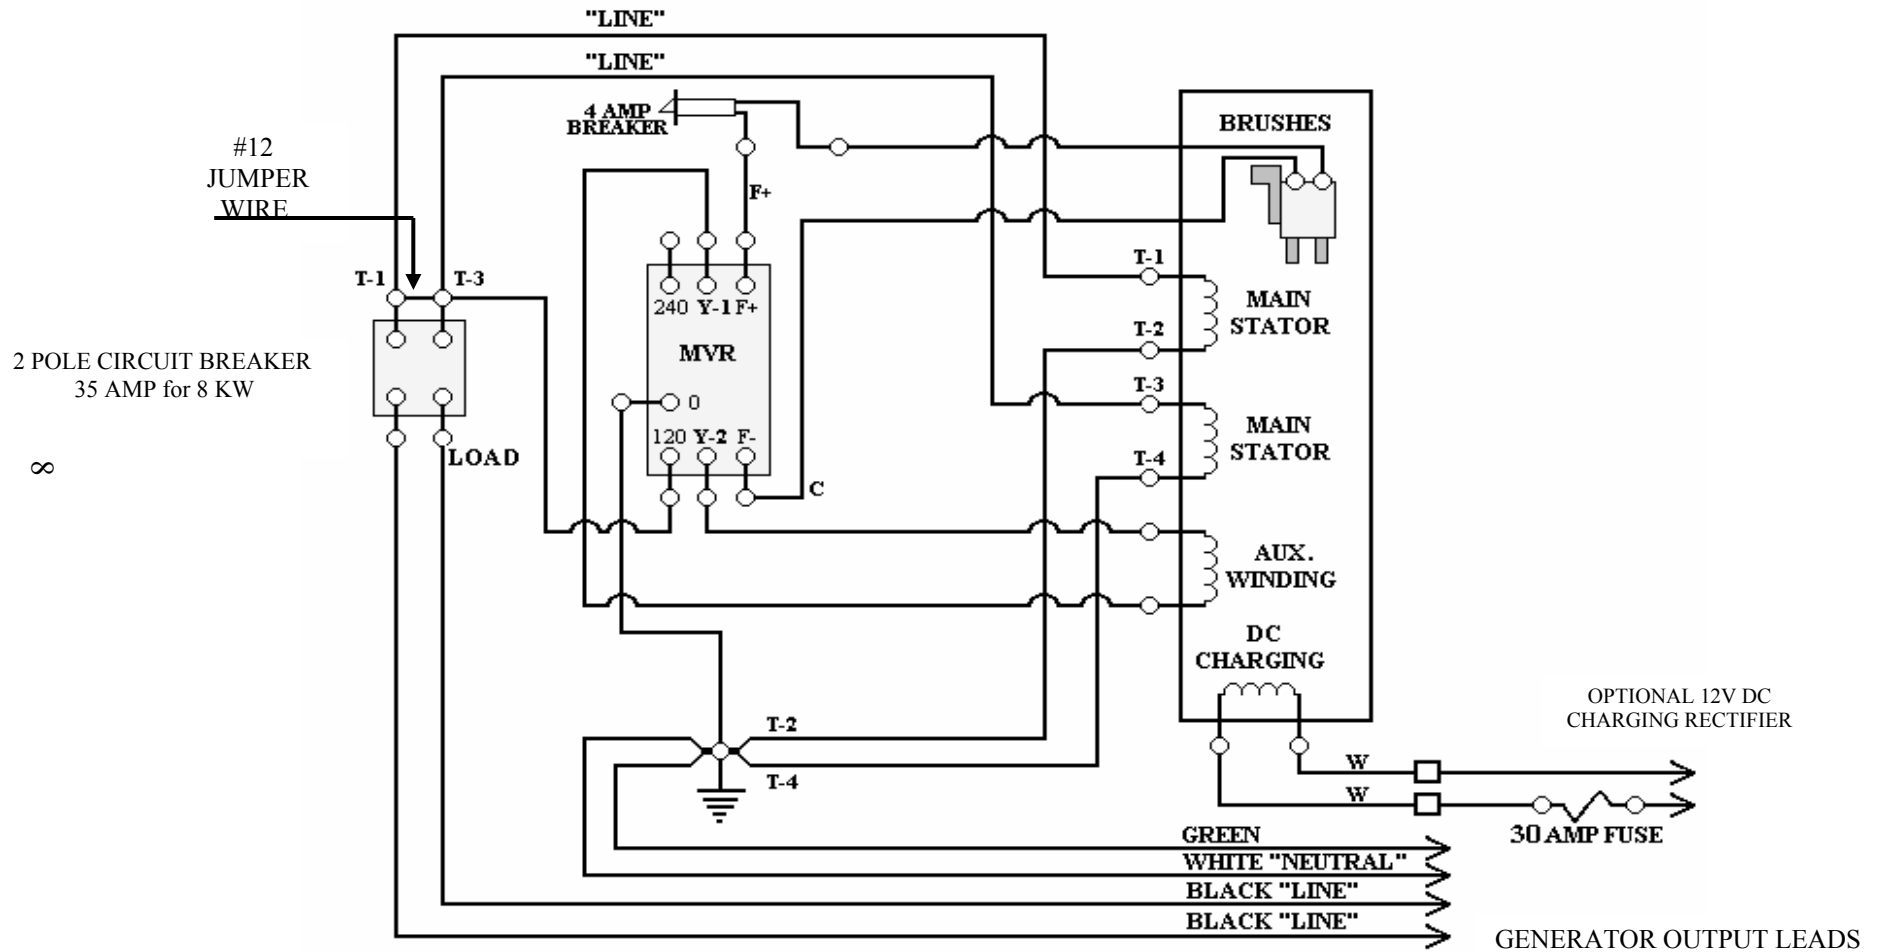 "LINE"
"LINE"
4 AMP
BREAKER
BRUSHES
#12
JUMPER
WIRE
F+
T-1
T-3
T-1
240 Y-1 F+
MAIN
STATOR
T-2
MVR
2 POLE CIRCUIT BREAKER
35 AMP for 8 KW
T-3
0
MAIN
STATOR
120 Y-2 F-
LOAD
T-4
∞
C
AUX.
WINDING
DC
CHARGING
OPTIONAL 12V DC
CHARGING RECTIFIER
T-2
W
T-4
W
30 AMP FUSE
GREEN
WHITE "NEUTRAL"
BLACK "LINE"
BLACK "LINE"
GENERATOR OUTPUT LEADS